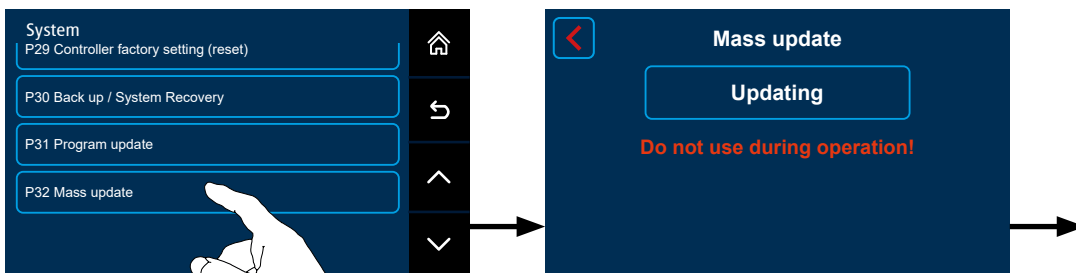 System
P29 Controller factory setting (reset)
P30 Back up / System Recovery
P31 Program update
P32 Mass update
Mass update
Updating
Do not use during operation!